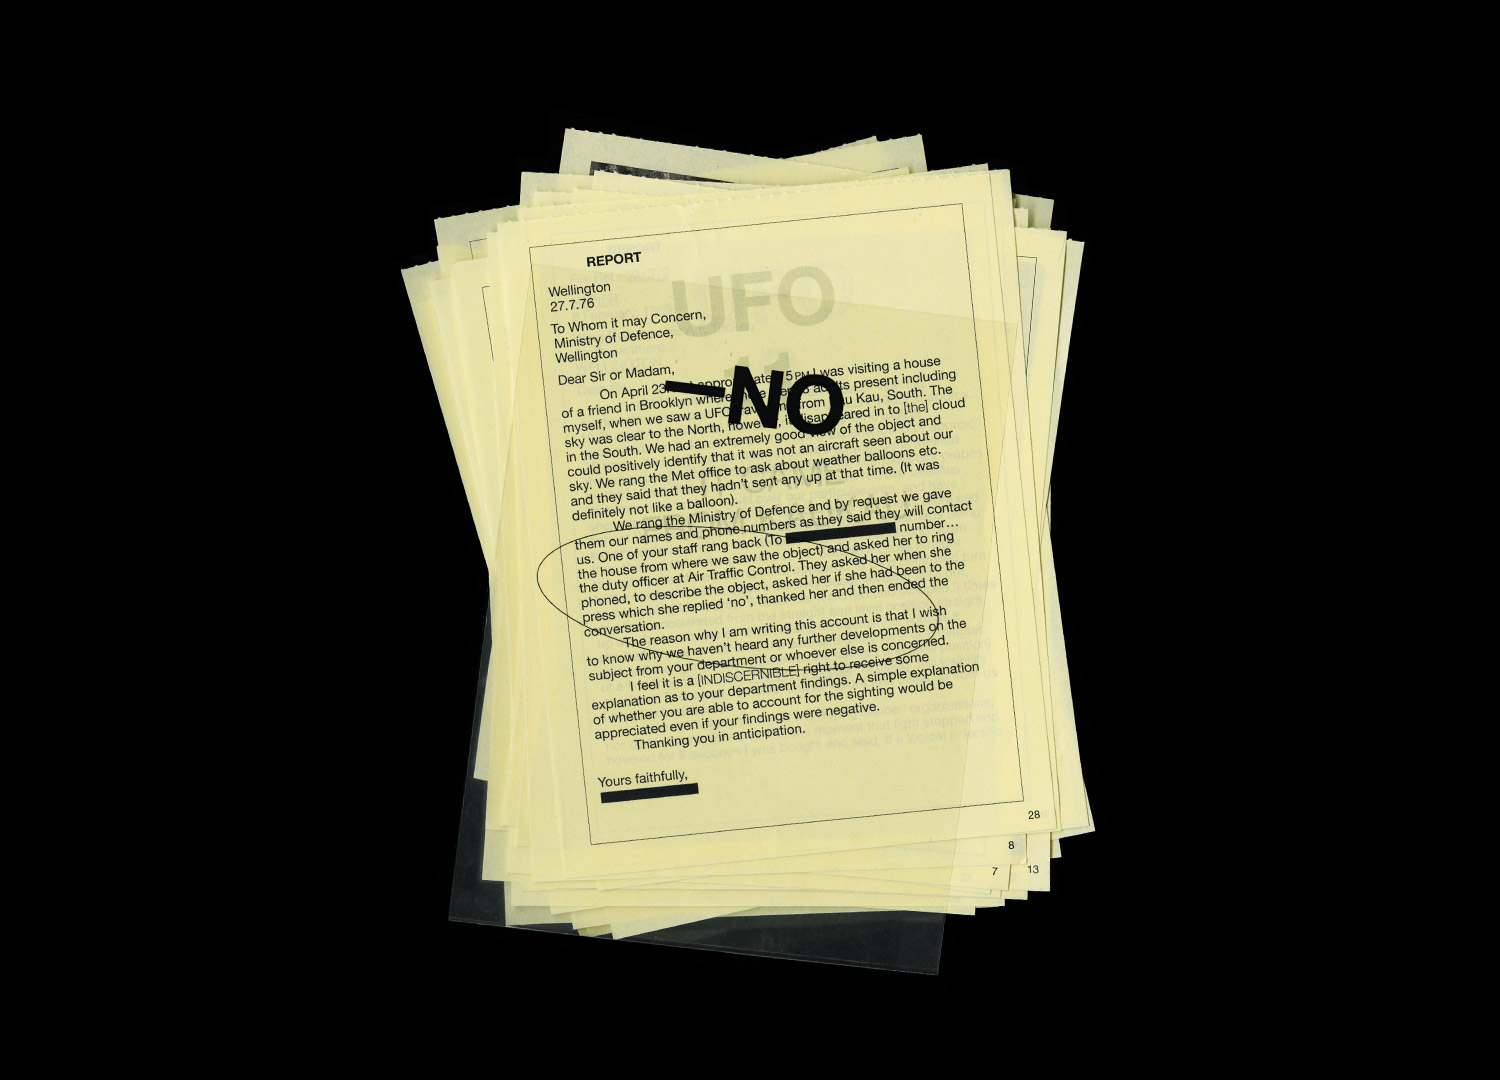 REPORT
Wellington
27.7.76
To Whom it may Concern,
Ministry of Defence,
Wellington
Dear Sir or Madam,
UFO
—NO
On April 23 5 PM I was visiting a house
of a friend in Brooklyn where adults present including
myself, when we saw a UFO from Kau, South. The
sky was clear to the North, however, disappeared in to [the] cloud
in the South. We had an extremely good view of the object and
could positively identify that it was not an aircraft seen about our
sky. We rang the Met office to ask about weather balloons etc.
and they said that they hadn't sent any up at that time. (It was
definitely not like a balloon).
We rang the Ministry of Defence and by request we gave
them our names and phone numbers as they said they will contact
us. One of your staff rang back (To number…
the house from where we saw the object) and asked her to ring
the duty officer at Air Traffic Control. They asked her when she
phoned, to describe the object, asked her if she had been to the
press which she replied 'no', thanked her and then ended the
conversation.
The reason why I am writing this account is that I wish
to know why we haven't heard any further developments on the
subject from your department or whoever else is concerned.
I feel it is a [INDISCERNIBLE] right to receive some
explanation as to your department findings. A simple explanation
of whether you are able to account for the sighting would be
appreciated even if your findings were negative.
Thanking you in anticipation.
Yours faithfully,
28
8
7
13